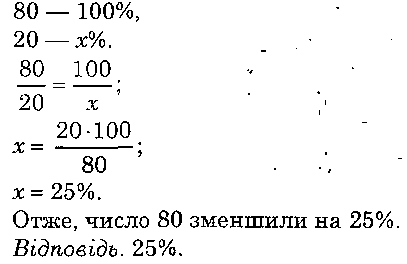 80 — 100%,
20 — x%.
80/20 = 100/x;
x = 20·100/80;
x = 25%.
Отже, число 80 зменшили на 25%.
Відповідь. 25%.